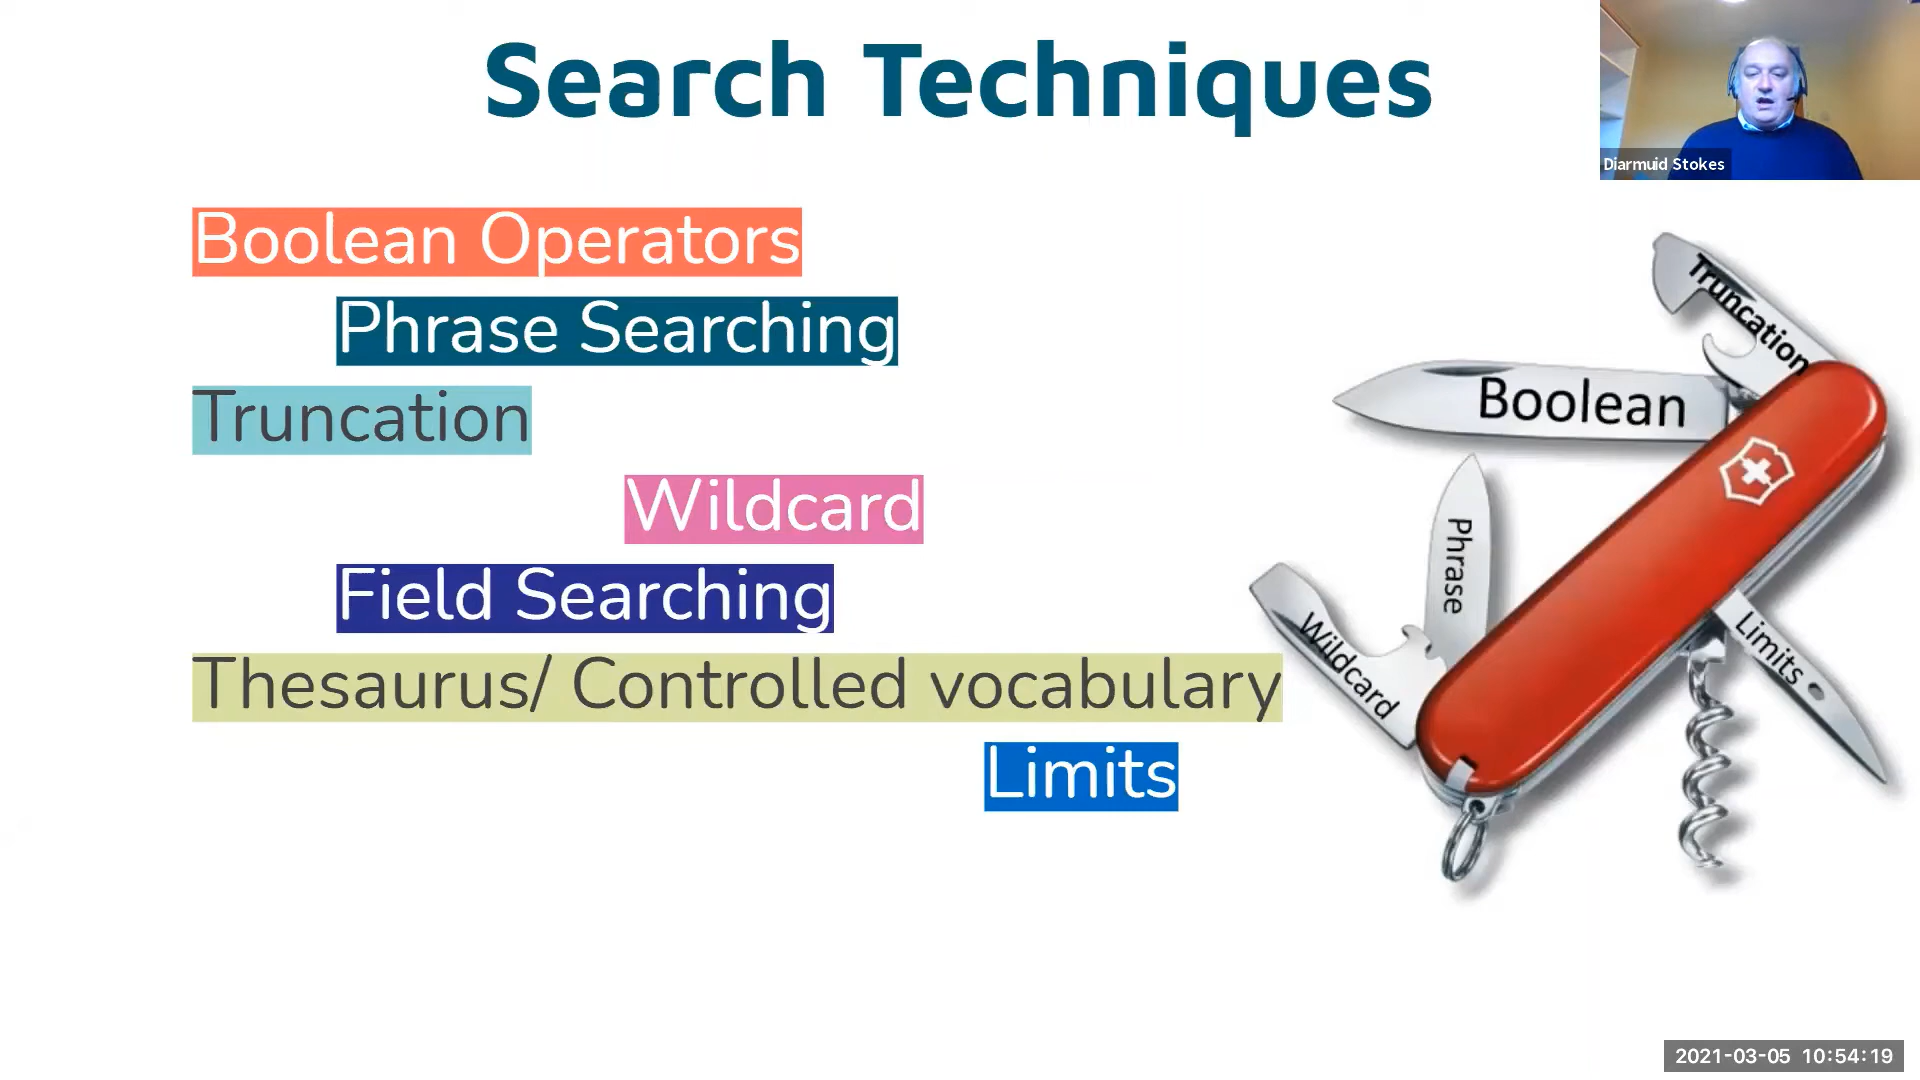 Search Techniques
Diarmuid Stokes
Boolean Operators
Phrase Searching
Truncation
Wildcard
Field Searching
Thesaurus/ Controlled vocabulary
Limits
Truncation
Boolean
Phrase
Wildcard
Limits
2021-03-05 10:54:19